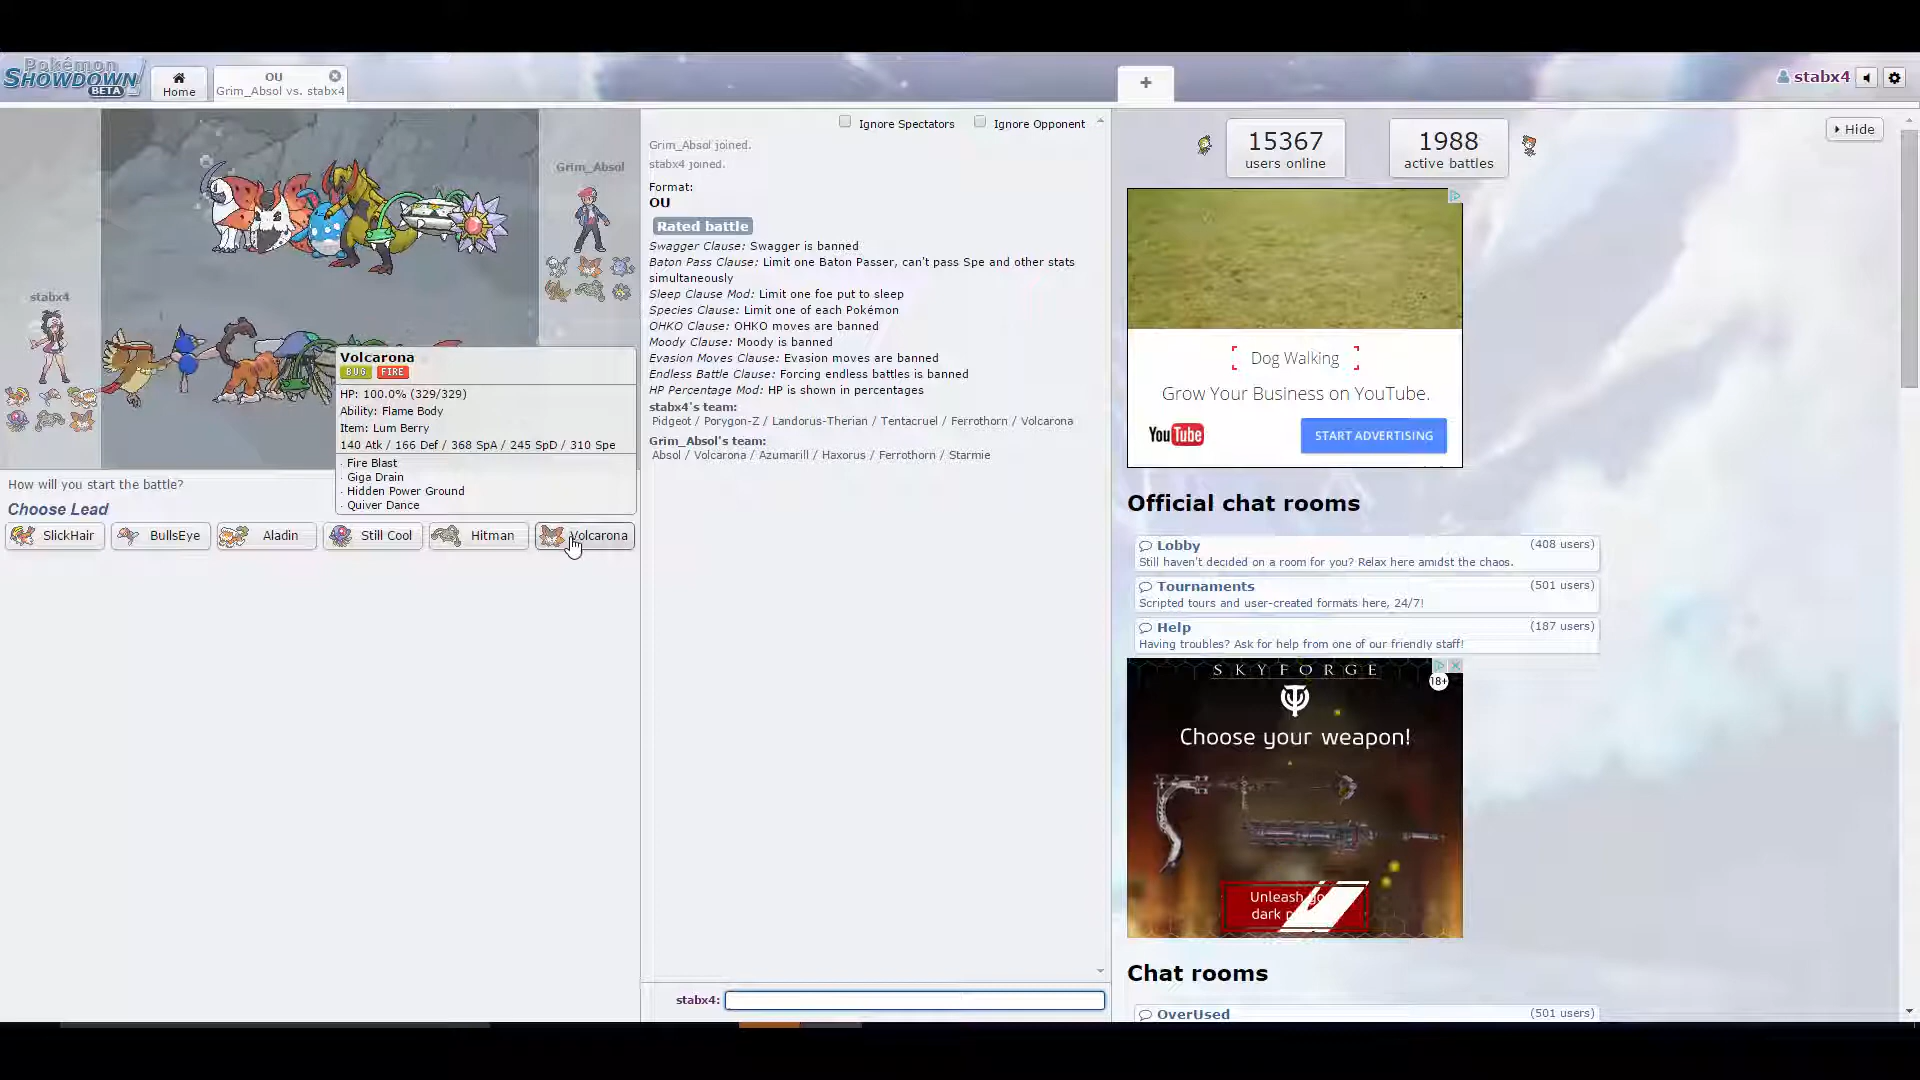 Pokémon
SHOWDOWN!
BETA
Home
OU
Grim_Absol vs. stabx4
+
stabx4
Grim_Absol
stabx4
Volcarona
BUG FIRE
HP: 100.0% (329/329)
Ability: Flame Body
Item: Lum Berry
140 Atk / 166 Def / 368 SpA / 245 SpD / 310 Spe
· Fire Blast
· Giga Drain
· Hidden Power Ground
· Quiver Dance
How will you start the battle?
Choose Lead
SlickHair
BullsEye
Aladin
Still Cool
Hitman
Volcarona
Ignore Spectators
Ignore Opponent
Grim_Absol joined.
stabx4 joined.
Format:
OU
Rated battle
Swagger Clause: Swagger is banned
Baton Pass Clause: Limit one Baton Passer, can't pass Spe and other stats
simultaneously
Sleep Clause Mod: Limit one foe put to sleep
Species Clause: Limit one of each Pokémon
OHKO Clause: OHKO moves are banned
Moody Clause: Moody is banned
Evasion Moves Clause: Evasion moves are banned
Endless Battle Clause: Forcing endless battles is banned
HP Percentage Mod: HP is shown in percentages
stabx4's team:
Pidgeot / Porygon-Z / Landorus-Therian / Tentacruel / Ferrothorn / Volcarona
Grim_Absol's team:
Absol / Volcarona / Azumarill / Haxorus / Ferrothorn / Starmie
stabx4:
15367
users online
1988
active battles
Hide
Dog Walking
Grow Your Business on YouTube.
YouTube
START ADVERTISING
Official chat rooms
Lobby (408 users)
Still haven't decided on a room for you? Relax here amidst the chaos.
Tournaments (501 users)
Scripted tours and user-created formats here, 24/7!
Help (187 users)
Having troubles? Ask for help from one of our friendly staff!
SKYFORGE
18+
Choose your weapon!
Unleash
dark
Chat rooms
OverUsed (501 users)